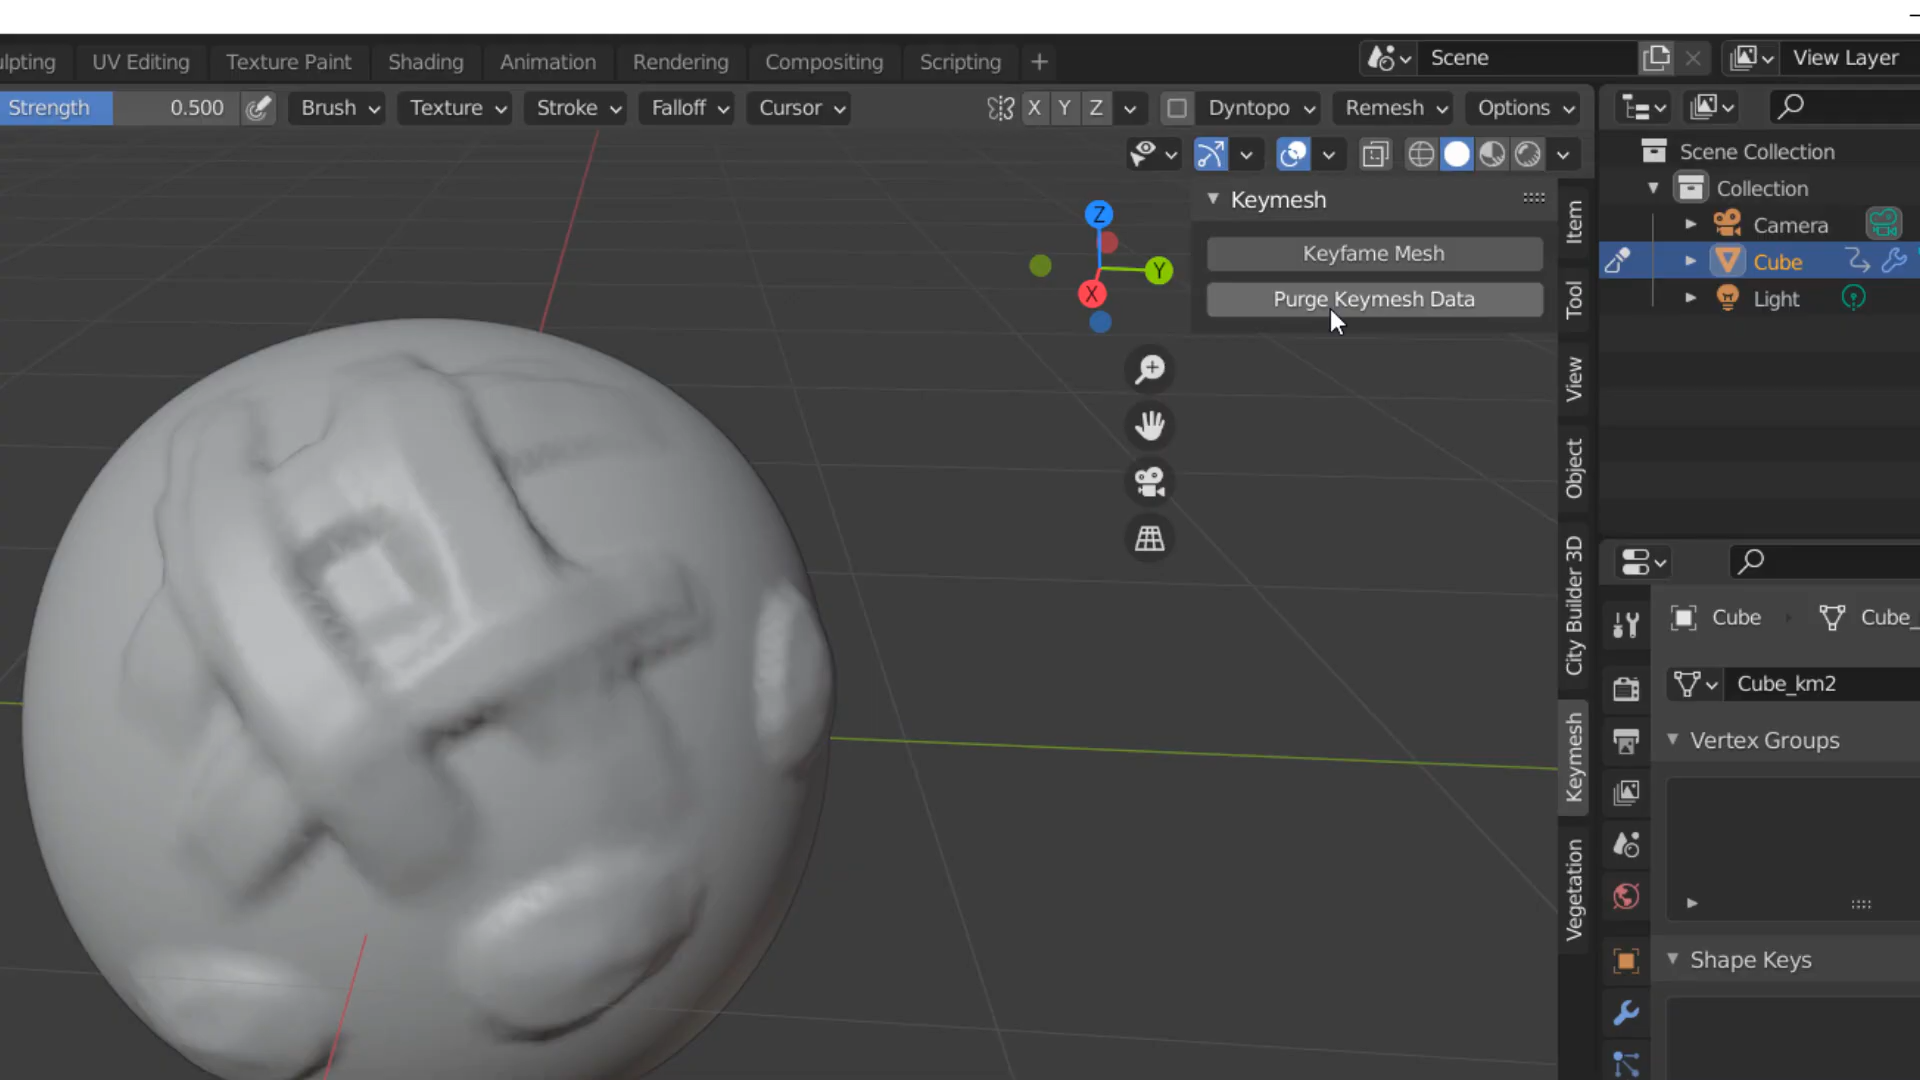 ulpting UV Editing Texture Paint Shading Animation Rendering Compositing Scripting + Scene View Layer
Strength 0.500 Brush Texture Stroke Falloff Cursor X Y Z Dyntopo Remesh Options
Keymesh
Keyfame Mesh
Purge Keymesh Data
Z
Y
X
Item
Tool
View
Object
City Builder 3D
Keymesh
Vegetation
Scene Collection
Collection
Camera
Cube
Light
Cube Cube_
Cube_km2
Vertex Groups
Shape Keys